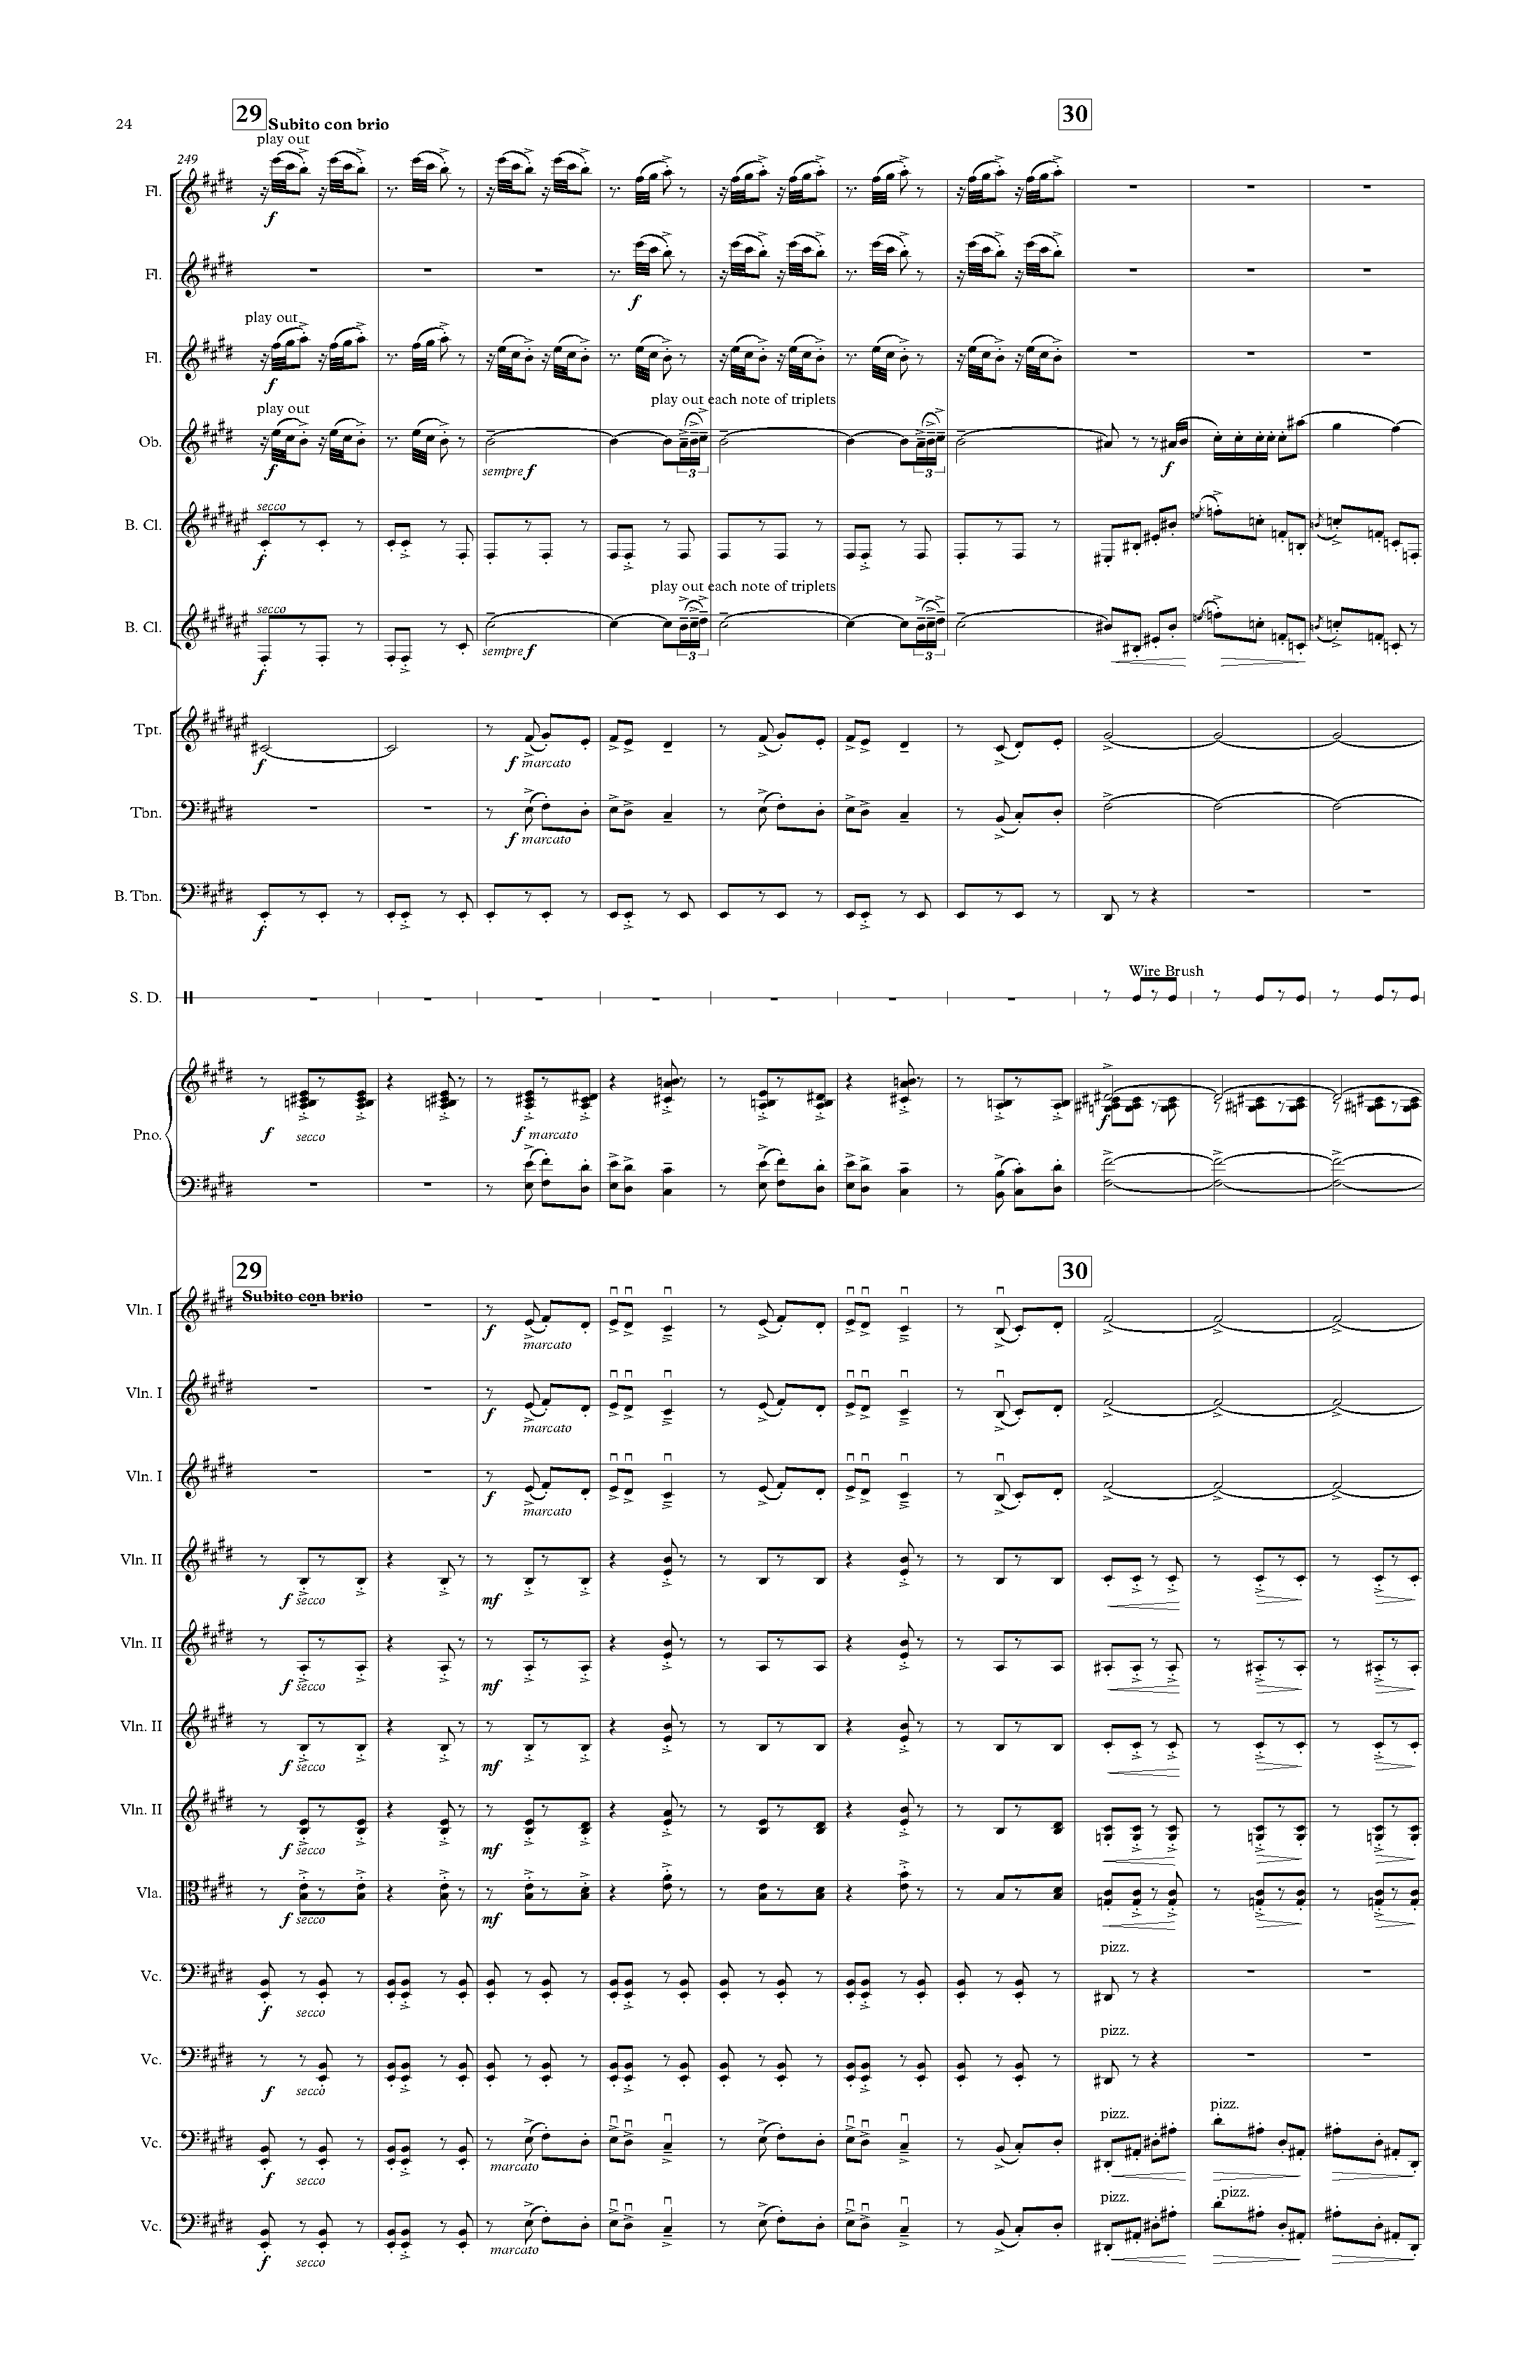 24
29 Subito con brio 30
play out
249
Fl.
f
Fl.
f
play out
Fl.
f
play out each note of triplets
play out
Ob.
f sempre f 3 3 f
secco
B. Cl.
f
play out each note of triplets
secco
B. Cl.
sempre f 3 3
f
Tpt.
f f marcato
Tbn.
f marcato
B. Tbn.
f
Wire Brush
S. D.
Pno.
f secco f marcato f
29 30
Subito con brio
Vln. I
f marcato
Vln. I
f marcato
Vln. I
f marcato
Vln. II
f secco mf
Vln. II
f secco mf
Vln. II
f secco mf
Vln. II
f secco mf
Vla.
f secco mf
pizz.
Vc.
f secco
pizz.
Vc.
f secco
pizz. pizz.
Vc.
f secco marcato
pizz. pizz.
Vc.
f secco marcato